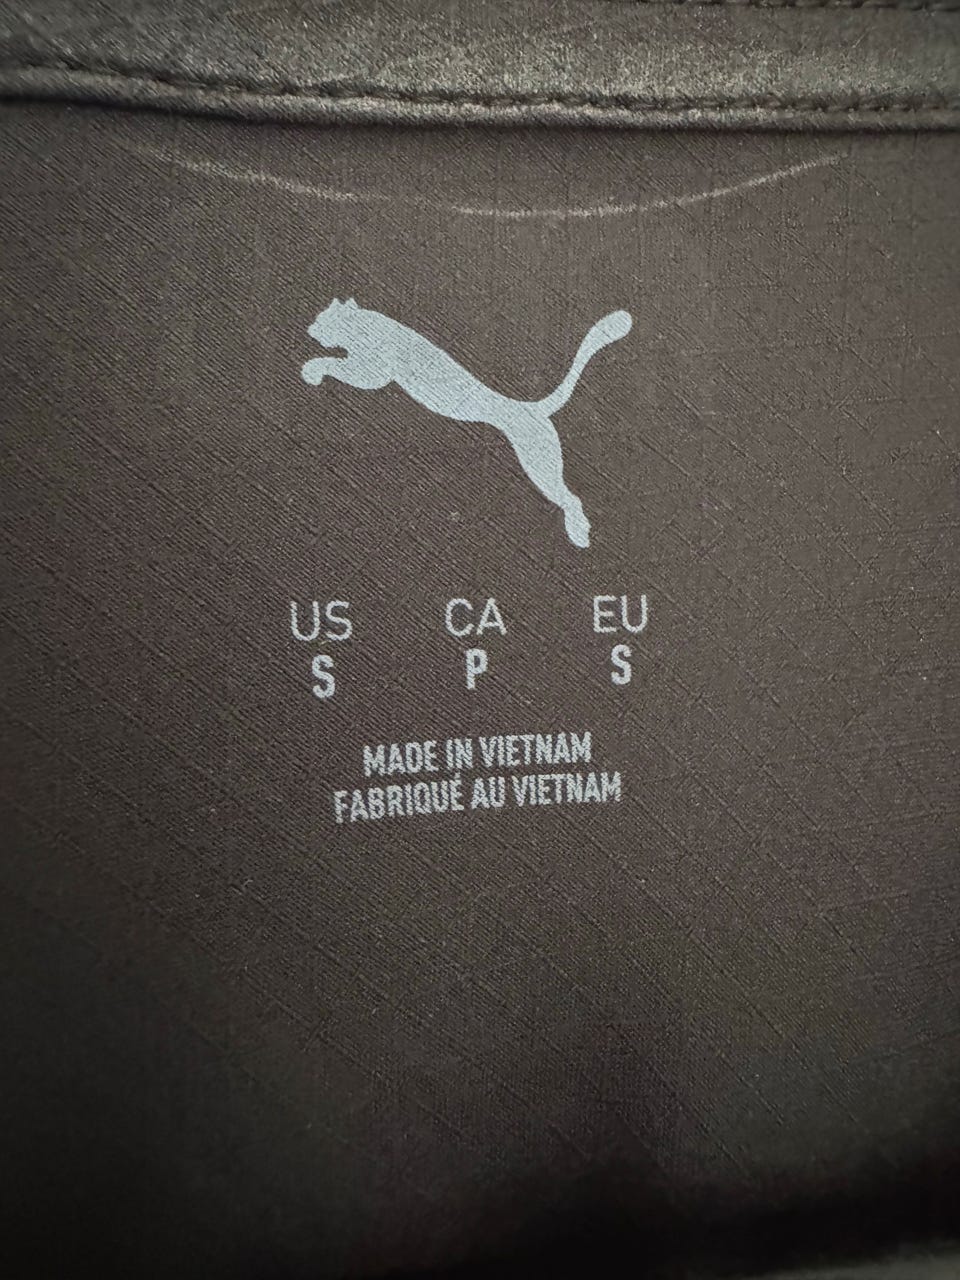 US CA EU
S P S
MADE IN VIETNAM
FABRIQUÉ AU VIETNAM